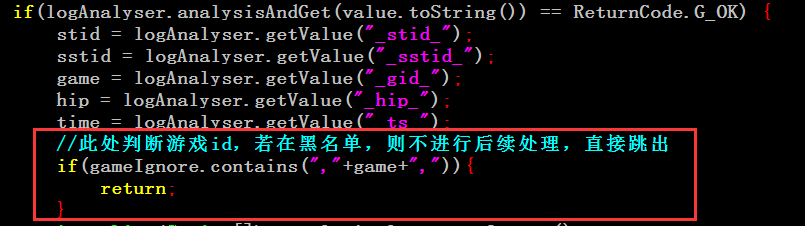 if(logAnalyser.analysisAndGet(value.toString()) == ReturnCode.G_OK) {
stid = logAnalyser.getValue("_stid_");
sstid = logAnalyser.getValue("_sstid_");
game = logAnalyser.getValue("_gid_");
hip = logAnalyser.getValue("_hip_");
time = logAnalyser.getValue("_ts_");
//此处判断游戏id，若在黑名单，则不进行后续处理，直接跳出
if(gameIgnore.contains(","+game+",")){
return;
}